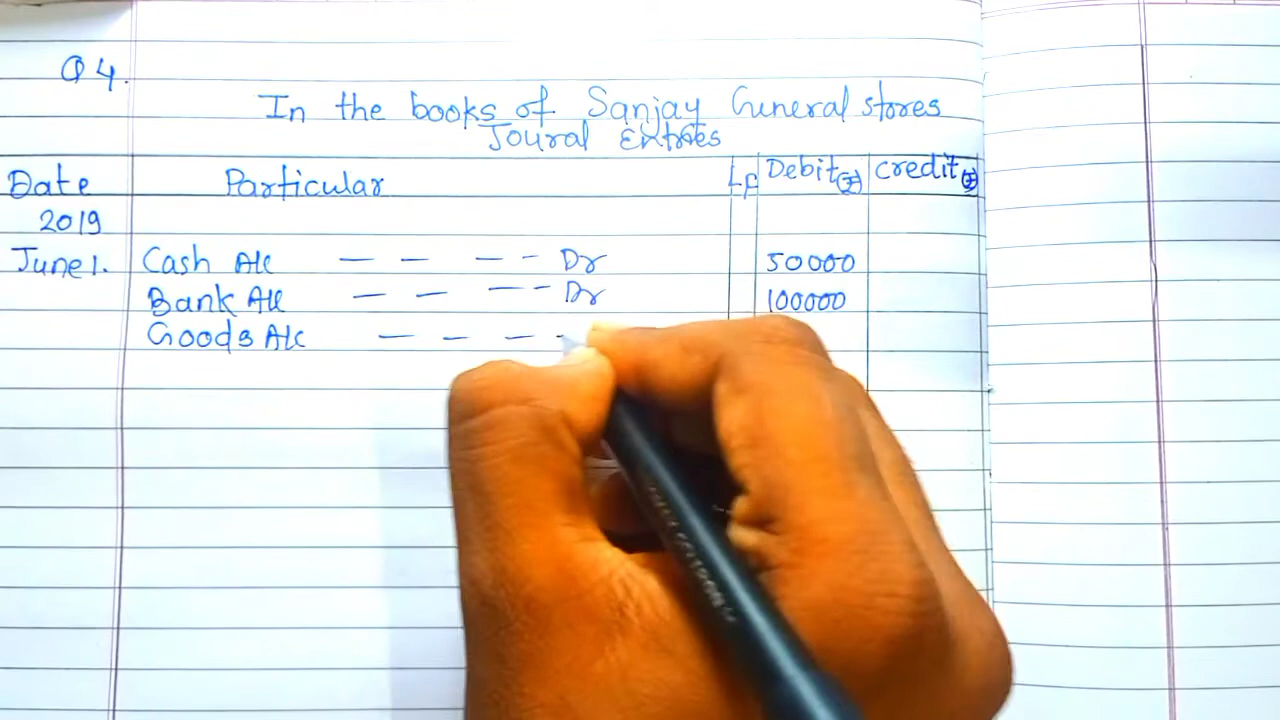 Q 4.
In the books of Sanjay General stores
Joural Entries
Date Particular LF Debit(₹) credit(₹)
2019
June 1. Cash A/c — — — - Dr 50000
Bank A/c — — — - Dr 100000
Goods A/c — — — -